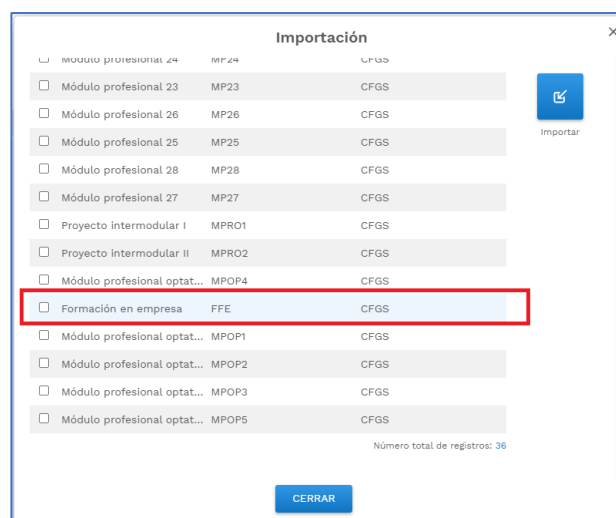 Importación
×
Módulo profesional 24 MP24 CFGS
Módulo profesional 23 MP23 CFGS
Módulo profesional 26 MP26 CFGS
Módulo profesional 25 MP25 CFGS
Módulo profesional 28 MP28 CFGS
Módulo profesional 27 MP27 CFGS
Proyecto intermodular I MPRO1 CFGS
Proyecto intermodular II MPRO2 CFGS
Módulo profesional optat... MPOP4 CFGS
Formación en empresa FFE CFGS
Módulo profesional optat... MPOP1 CFGS
Módulo profesional optat... MPOP2 CFGS
Módulo profesional optat... MPOP3 CFGS
Módulo profesional optat... MPOP5 CFGS
Importar
Número total de registros: 36
CERRAR